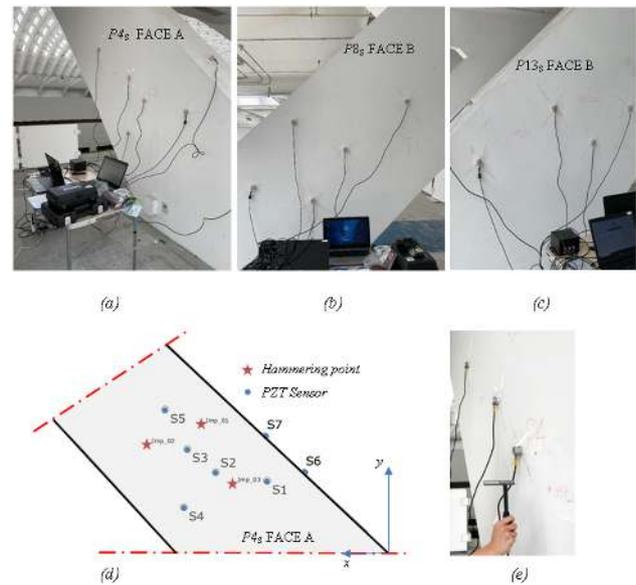 P4s FACE A
P8s FACE B
P13s FACE B
(a)
(b)
(c)
Hammering point
PZT Sensor
S5
Imp_01
S7
Imp_02
S3
S2
S6
y
Imp_03
S1
S4
P4s FACE A
x
(d)
(e)